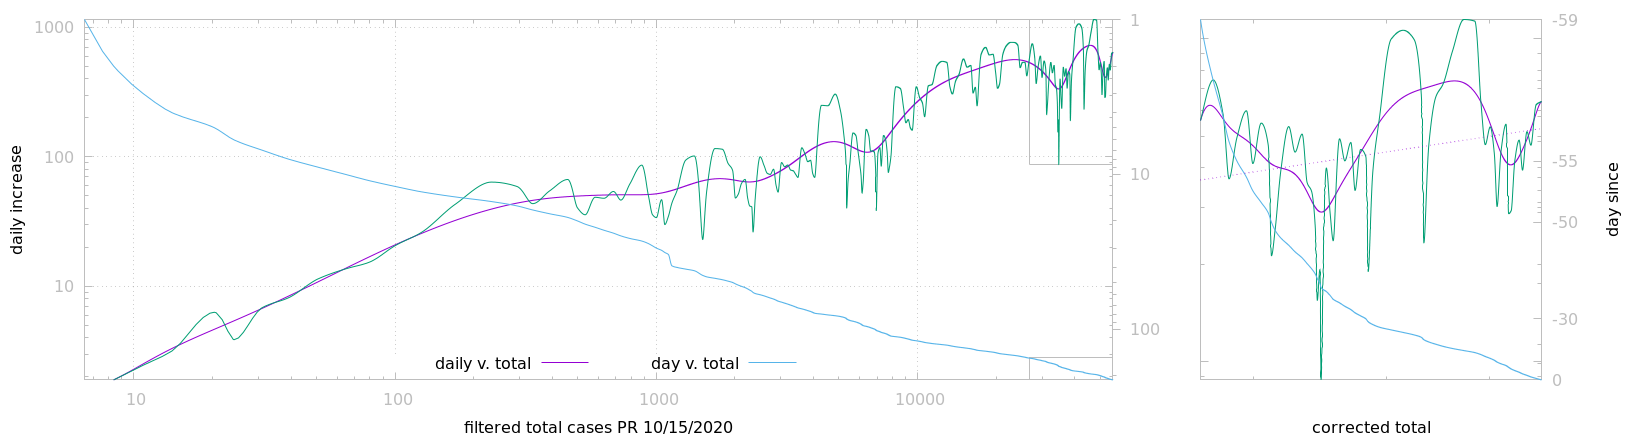 1000
100
10
daily increase
10
100
1000
10000
filtered total cases PR 10/15/2020
daily v. total
day v. total
1
10
100
-59
-55
-50
-30
0
day since
corrected total